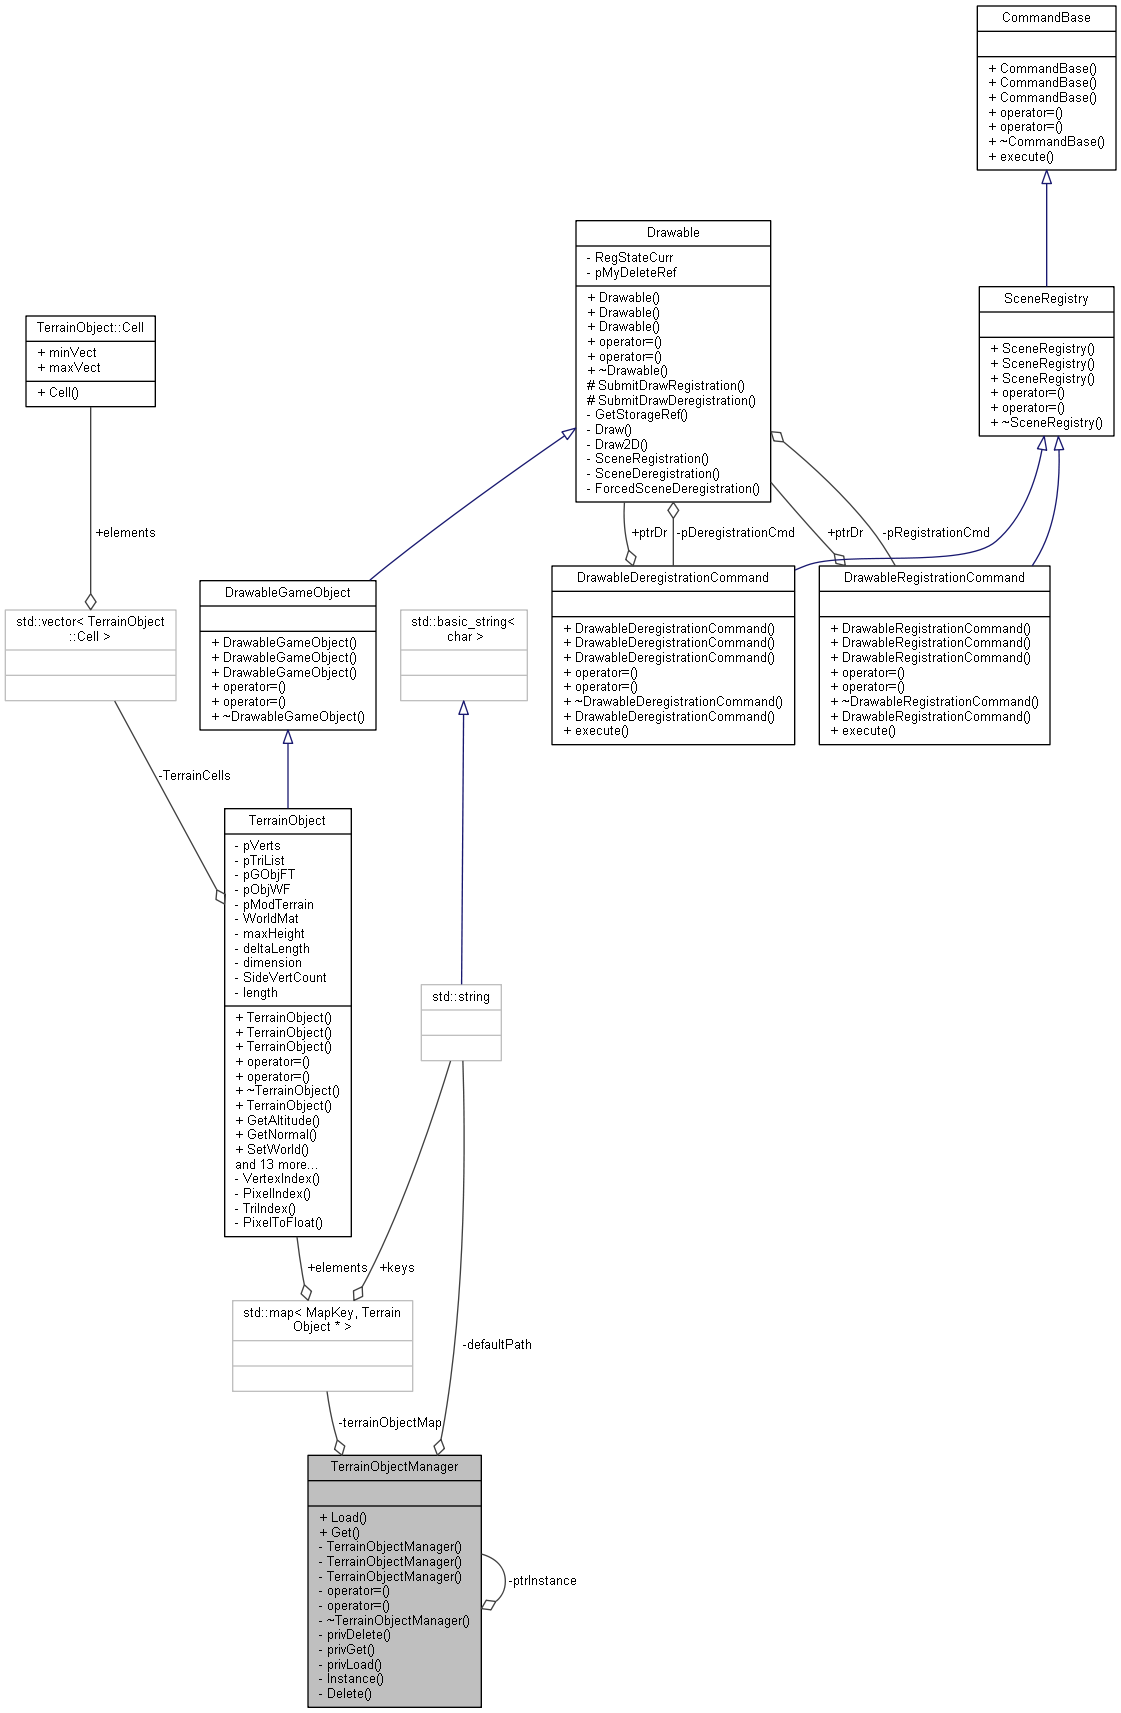 CommandBase
+ CommandBase()
+ CommandBase()
+ CommandBase()
+ operator=()
+ operator=()
+ ~CommandBase()
+ execute()
Drawable
- RegStateCurr
- pMyDeleteRef
+ Drawable()
+ Drawable()
+ Drawable()
+ operator=()
+ operator=()
+ ~Drawable()
# SubmitDrawRegistration()
# SubmitDrawDeregistration()
- GetStorageRef()
- Draw()
- Draw2D()
- SceneRegistration()
- SceneDeregistration()
- ForcedSceneDeregistration()
SceneRegistry
+ SceneRegistry()
+ SceneRegistry()
+ SceneRegistry()
+ operator=()
+ operator=()
+ ~SceneRegistry()
TerrainObject::Cell
+ minVect
+ maxVect
+ Cell()
+elements
+ptrDr
-pDeregistrationCmd
+ptrDr
-pRegistrationCmd
std::vector< TerrainObject
::Cell >
DrawableGameObject
+ DrawableGameObject()
+ DrawableGameObject()
+ DrawableGameObject()
+ operator=()
+ operator=()
+ ~DrawableGameObject()
std::basic_string<
char >
DrawableDeregistrationCommand
+ DrawableDeregistrationCommand()
+ DrawableDeregistrationCommand()
+ DrawableDeregistrationCommand()
+ operator=()
+ operator=()
+ ~DrawableDeregistrationCommand()
+ DrawableDeregistrationCommand()
+ execute()
DrawableRegistrationCommand
+ DrawableRegistrationCommand()
+ DrawableRegistrationCommand()
+ DrawableRegistrationCommand()
+ operator=()
+ operator=()
+ ~DrawableRegistrationCommand()
+ DrawableRegistrationCommand()
+ execute()
-TerrainCells
TerrainObject
- pVerts
- pTriList
- pGObjFT
- pObjWF
- pModTerrain
- WorldMat
- maxHeight
- deltaLength
- dimension
- SideVertCount
- length
+ TerrainObject()
+ TerrainObject()
+ TerrainObject()
+ operator=()
+ operator=()
+ ~TerrainObject()
+ TerrainObject()
+ GetAltitude()
+ GetNormal()
+ SetWorld()
and 13 more...
- VertexIndex()
- PixelIndex()
- TriIndex()
- PixelToFloat()
std::string
+elements
+keys
std::map< MapKey, Terrain
Object * >
-defaultPath
-terrainObjectMap
TerrainObjectManager
+ Load()
+ Get()
- TerrainObjectManager()
- TerrainObjectManager()
- TerrainObjectManager()
- operator=()
- operator=()
- ~TerrainObjectManager()
- privDelete()
- privGet()
- privLoad()
- Instance()
- Delete()
-ptrInstance